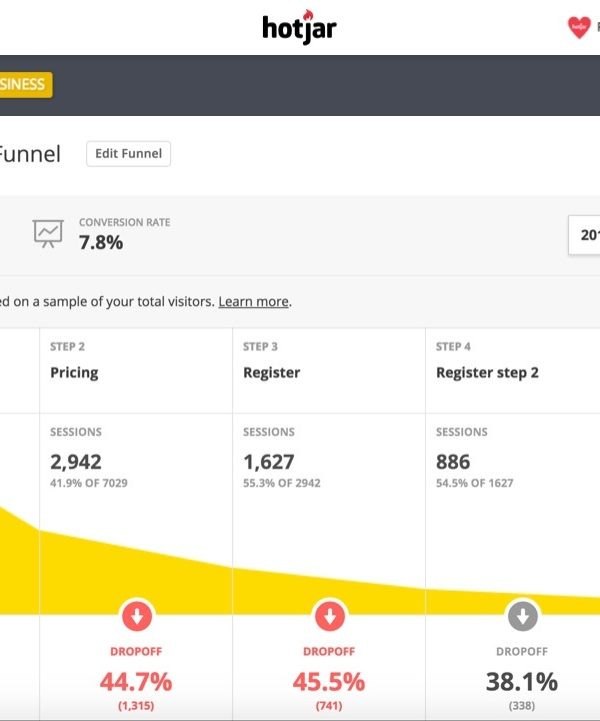 hotjar
hotjar
SINESS
Funnel
Edit Funnel
CONVERSION RATE
7.8%
201
ed on a sample of your total visitors. Learn more.
STEP 2
Pricing
STEP 3
Register
STEP 4
Register step 2
SESSIONS
2,942
41.9% OF 7029
SESSIONS
1,627
55.3% OF 2942
SESSIONS
886
54.5% OF 1627
DROPOFF
44.7%
(1,315)
DROPOFF
45.5%
(741)
DROPOFF
38.1%
(338)